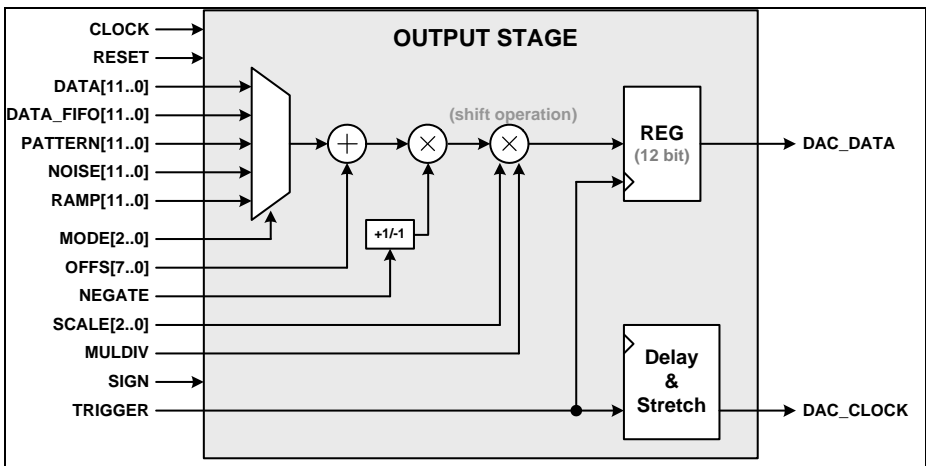 OUTPUT STAGE
CLOCK
RESET
DATA[11..0]
DATA_FIFO[11..0]
PATTERN[11..0]
NOISE[11..0]
RAMP[11..0]
MODE[2..0]
OFFS[7..0]
NEGATE
SCALE[2..0]
MULDIV
SIGN
TRIGGER
+
×
(shift operation)
×
+1/-1
REG
(12 bit)
DAC_DATA
Delay
&
Stretch
DAC_CLOCK